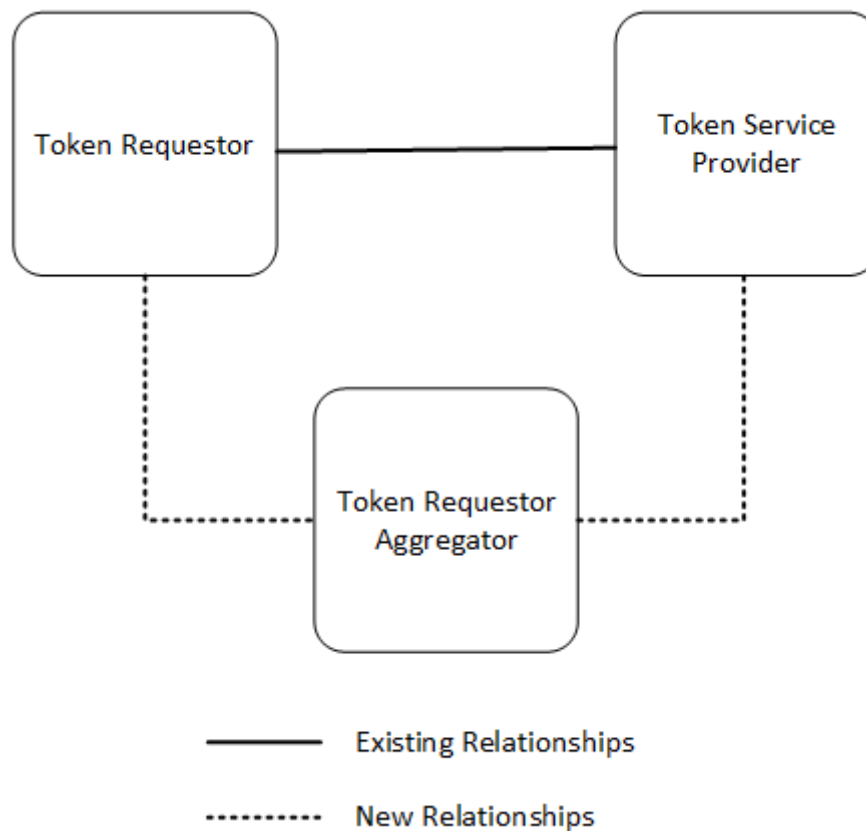 Token Requestor
Token Service
Provider
Token Requestor
Aggregator
Existing Relationships
New Relationships